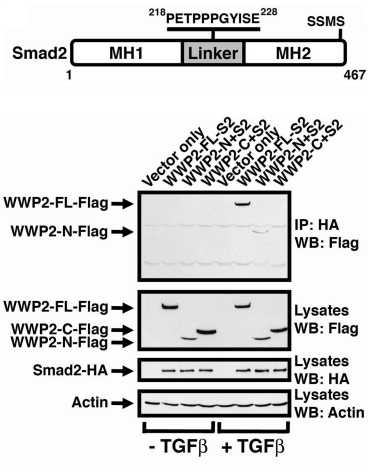 218PETPPPGYISE228
SSMS
Smad2
MH1
Linker
MH2
1
467
Vector only
WWP2-FL-S2
WWP2-N+S2
WWP2-C+S2
Vector only
WWP2-FL-S2
WWP2-N+S2
WWP2-C+S2
WWP2-FL-Flag
WWP2-N-Flag
IP: HA
WB: Flag
WWP2-FL-Flag
WWP2-C-Flag
WWP2-N-Flag
Lysates
WB: Flag
Smad2-HA
Lysates
WB: HA
Actin
Lysates
WB: Actin
- TGFβ
+ TGFβ